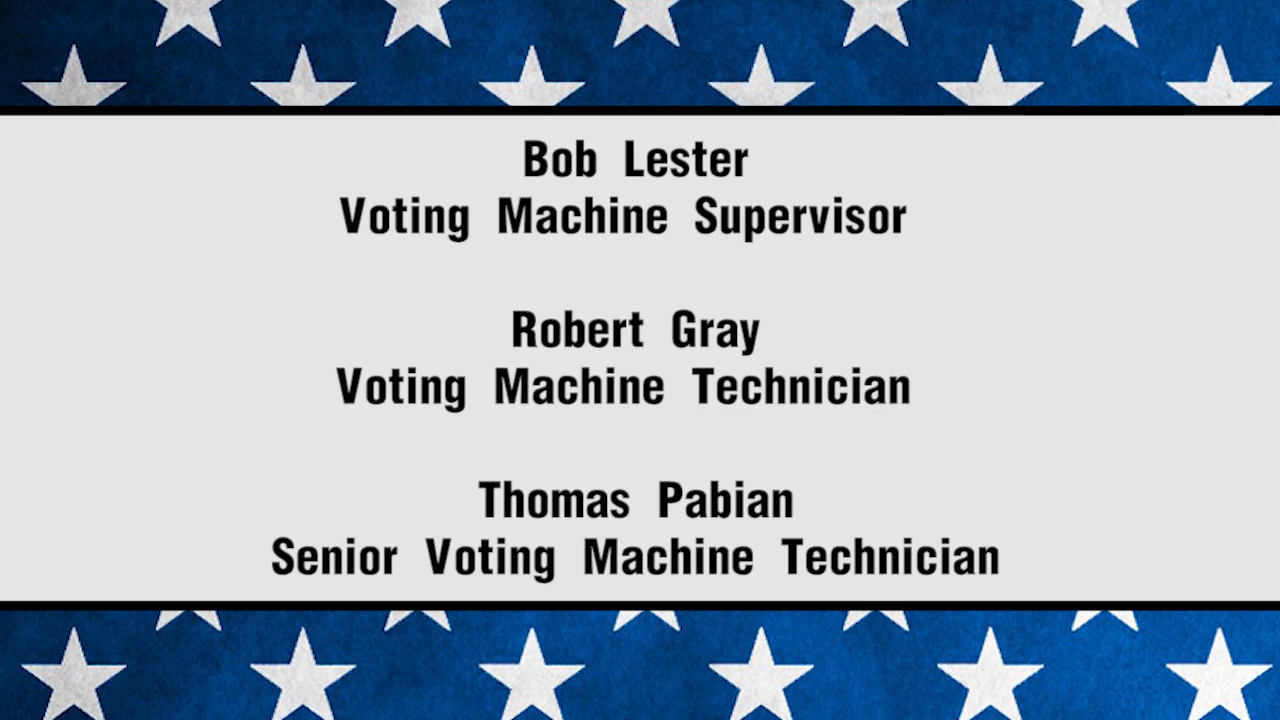 Bob Lester
Voting Machine Supervisor
Robert Gray
Voting Machine Technician
Thomas Pabian
Senior Voting Machine Technician